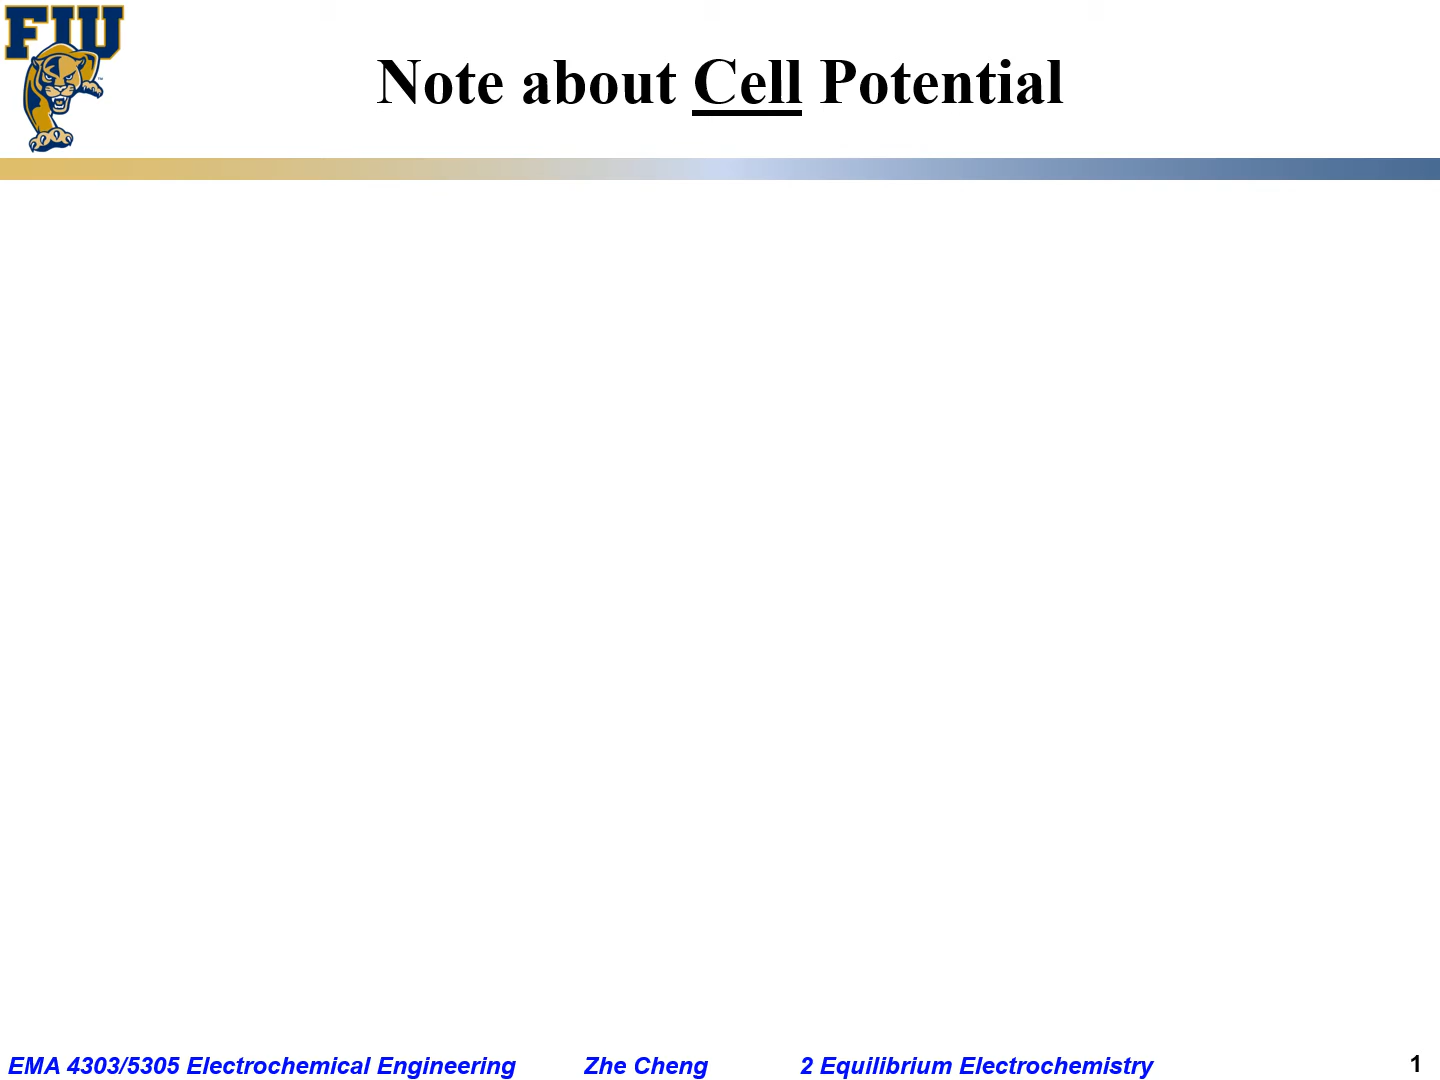 FIU
Note about Cell Potential
EMA 4303/5305 Electrochemical Engineering Zhe Cheng 2 Equilibrium Electrochemistry 1